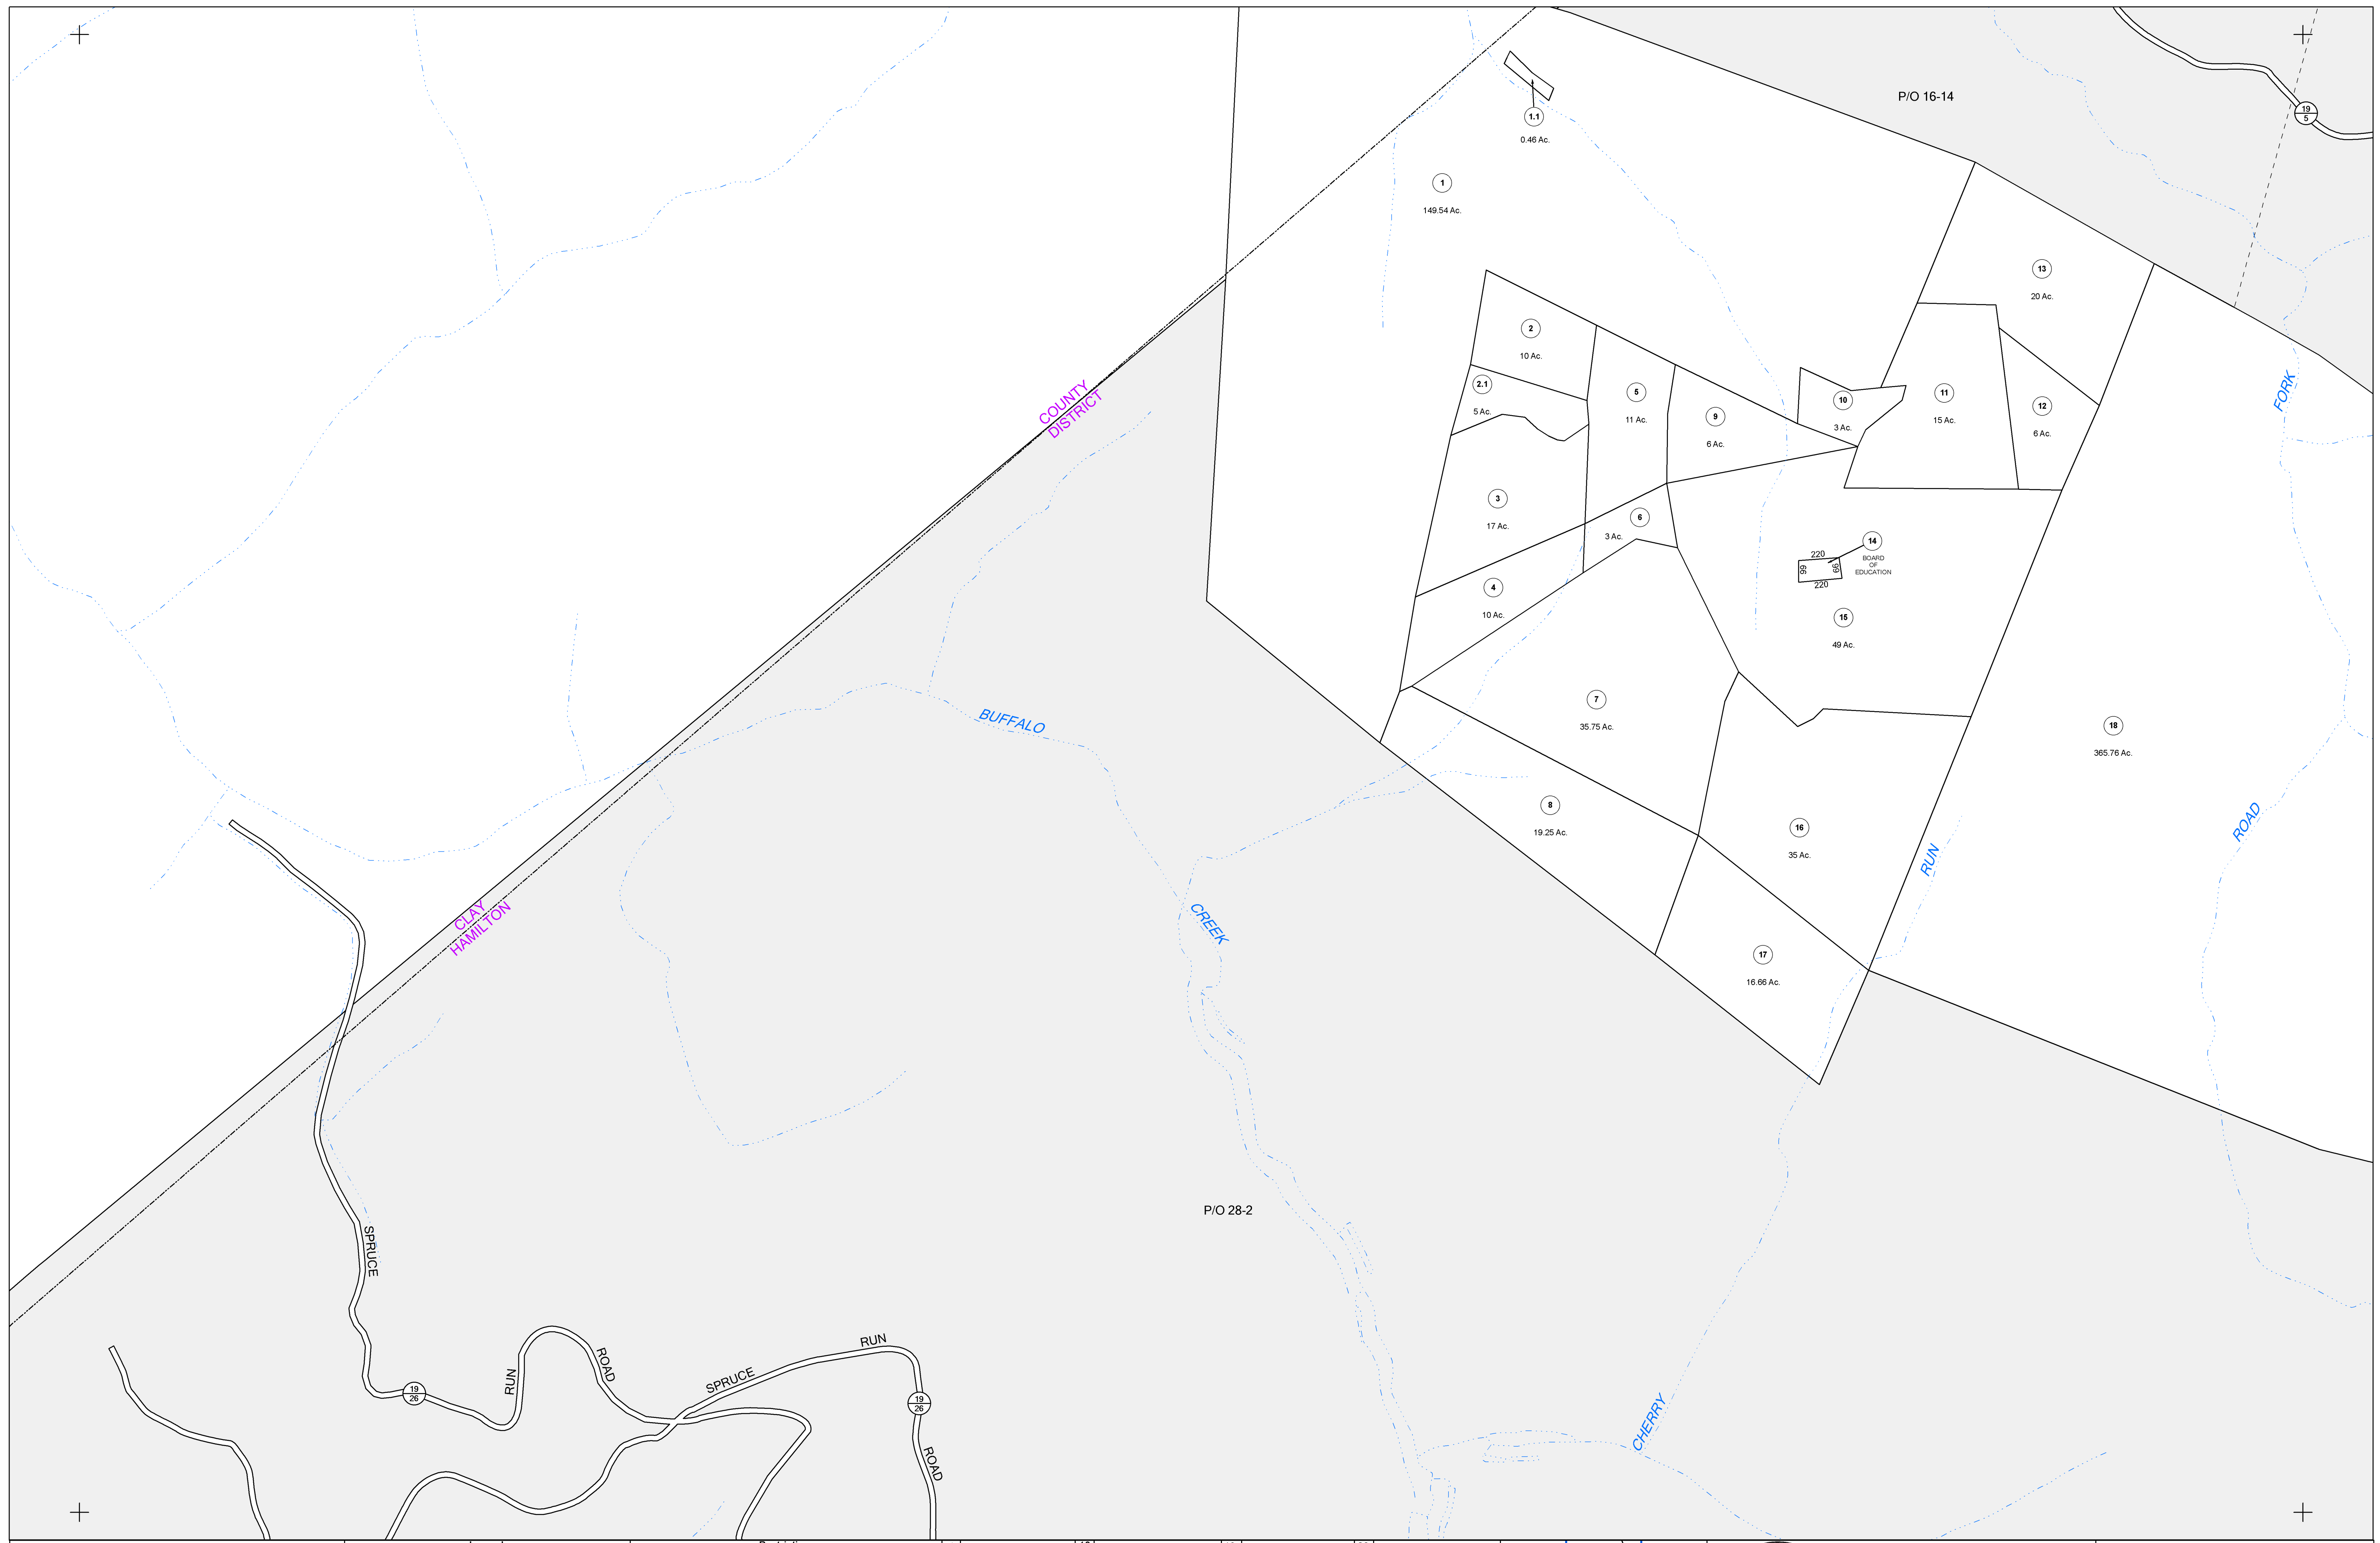 P/O 16-14
19
5
1.1
0.46 Ac.
1
149.54 Ac.
13
20 Ac.
2
10 Ac.
2.1
5 Ac.
5
11 Ac.
9
6 Ac.
10
3 Ac.
11
15 Ac.
12
6 Ac.
FORK
COUNTY
DISTRICT
3
17 Ac.
6
3 Ac.
14
BOARD
OF
EDUCATION
220
66
66
220
4
10 Ac.
15
49 Ac.
7
35.75 Ac.
18
365.76 Ac.
BUFFALO
8
19.25 Ac.
16
35 Ac.
ROAD
RUN
CLAY
HAMILTON
CREEK
17
16.66 Ac.
P/O 28-2
SPRUCE
RUN
ROAD
SPRUCE
RUN
19
26
19
26
ROAD
CHERRY